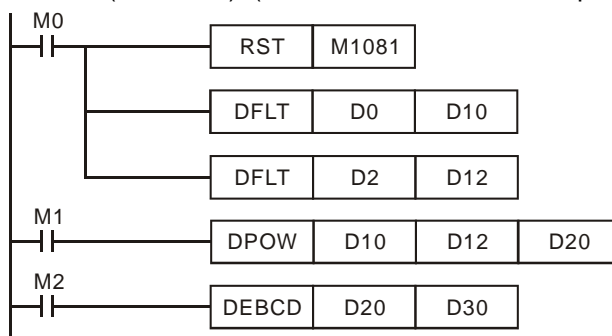 M0
RST M1081
DFLT D0 D10
DFLT D2 D12
M1
DPOW D10 D12 D20
M2
DEBCD D20 D30